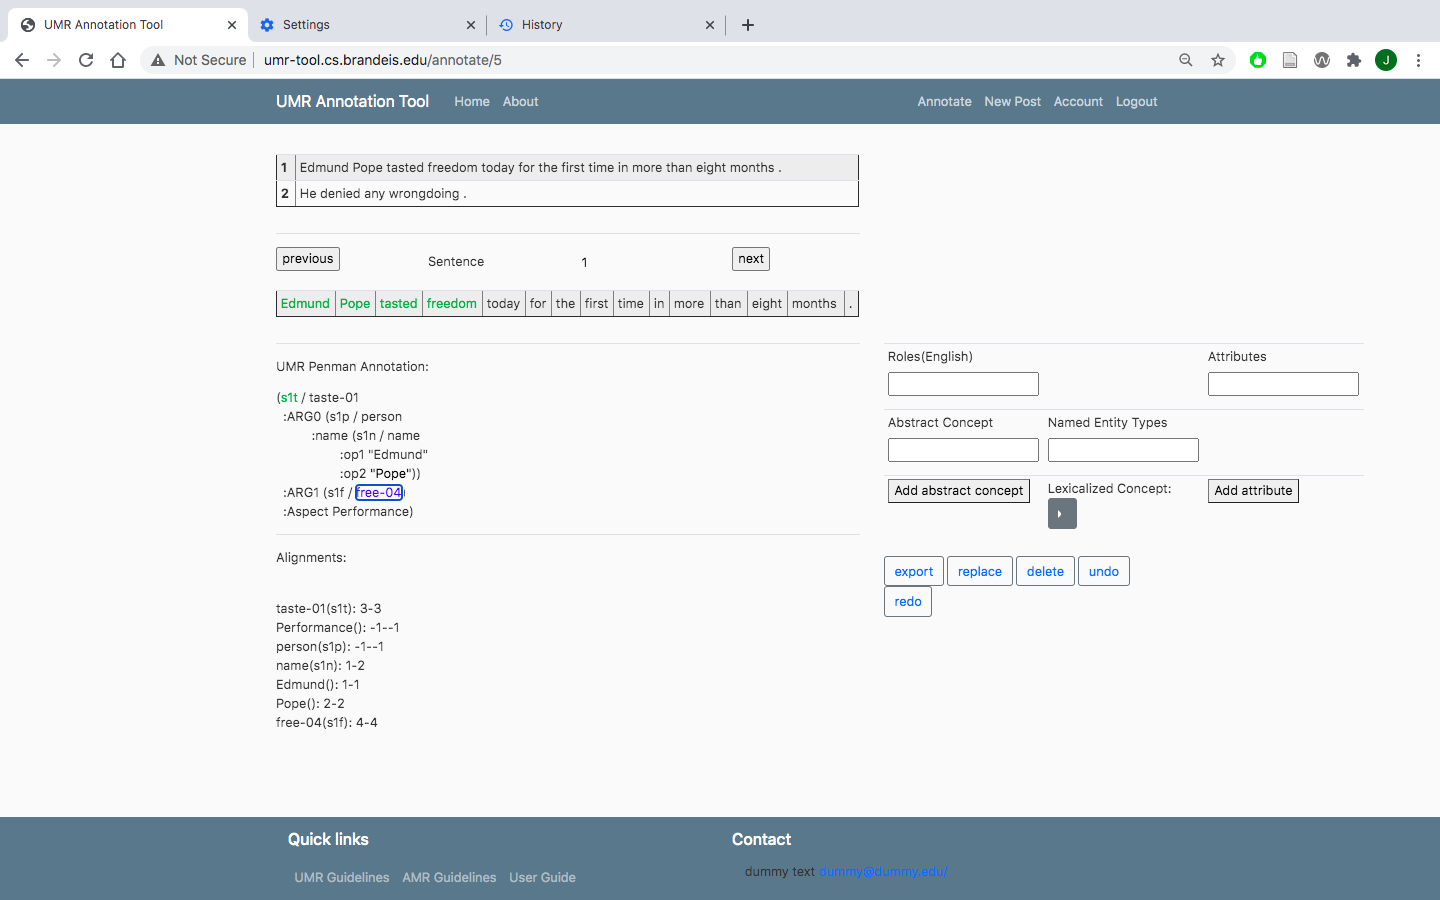 UMR Annotation Tool
Settings
History
Not Secure
umr-tool.cs.brandeis.edu/annotate/5
J
UMR Annotation Tool
Home
About
Annotate
New Post
Account
Logout
1 Edmund Pope tasted freedom today for the first time in more than eight months .
2 He denied any wrongdoing .
previous
Sentence
1
next
Edmund Pope tasted freedom today for the first time in more than eight months .
UMR Penman Annotation:
(s1t / taste-01
:ARG0 (s1p / person
:name (s1n / name
:op1 "Edmund"
:op2 "Pope"))
:ARG1 (s1f / free-04)
:Aspect Performance)
Alignments:
taste-01(s1t): 3-3
Performance(): -1--1
person(s1p): -1--1
name(s1n): 1-2
Edmund(): 1-1
Pope(): 2-2
free-04(s1f): 4-4
Roles(English)
Attributes
Abstract Concept
Named Entity Types
Add abstract concept
Lexicalized Concept:
Add attribute
export
replace
delete
undo
redo
Quick links
UMR Guidelines
AMR Guidelines
User Guide
Contact
dummy text dummy@dummy.edu/